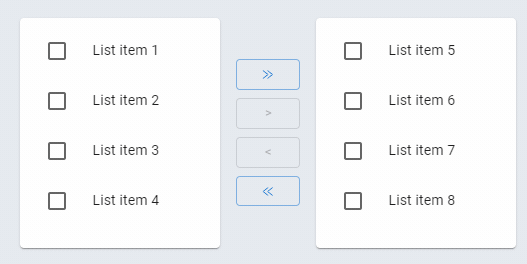 List item 1
List item 2
List item 3
List item 4
≫
>
<
≪
List item 5
List item 6
List item 7
List item 8